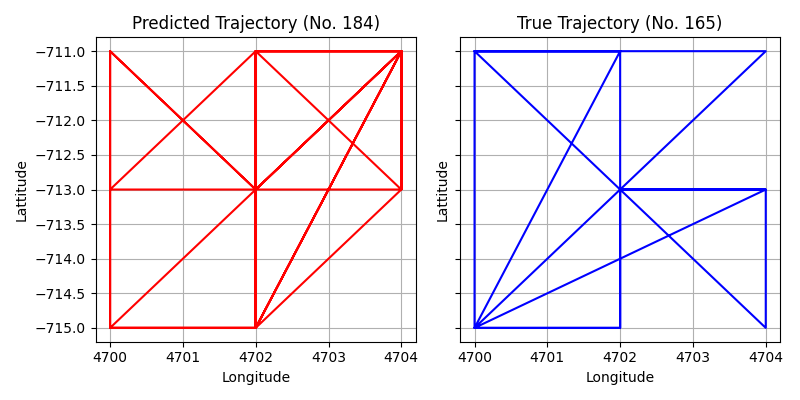 Predicted Trajectory (No. 184)
True Trajectory (No. 165)
−711.0
−711.5
−712.0
−712.5
−713.0
−713.5
−714.0
−714.5
−715.0
Lattitude
Lattitude
4700 4701 4702 4703 4704
4700 4701 4702 4703 4704
Longitude
Longitude